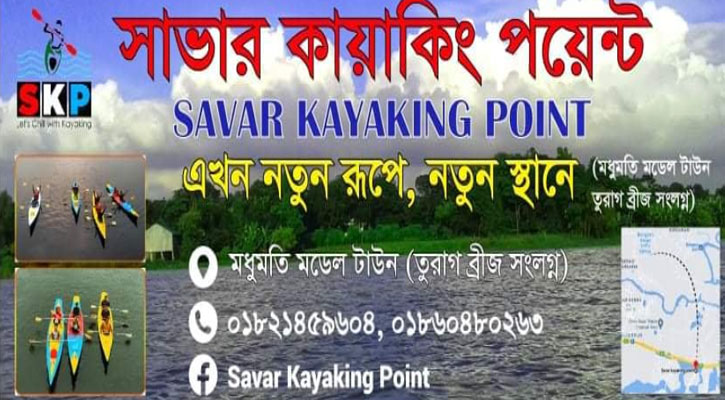 সাভার কায়াকিং পয়েন্ট
SKP
Let's Chill with Kayaking
SAVAR KAYAKING POINT
এখন নতুন রূপে, নতুন স্থানে
(মধুমতি মডেল টাউন
তুরাগ ব্রীজ সংলগ্ন)
মধুমতি মডেল টাউন (তুরাগ ব্রীজ সংলগ্ন)
০১৮২১৪৫৯৬০৪, ০১৮৬০৪৮০২৬৩
Savar Kayaking Point